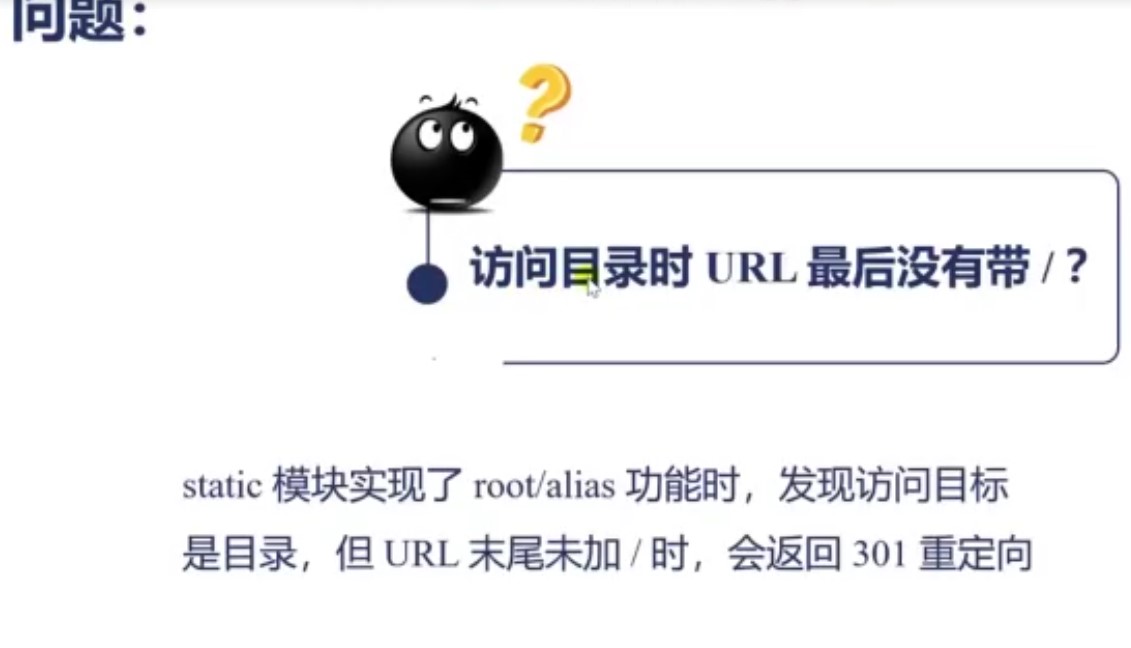 问题：
?
访问目录时 URL 最后没有带 / ？
static 模块实现了 root/alias 功能时，发现访问目标
是目录，但 URL 末尾未加 / 时，会返回 301 重定向